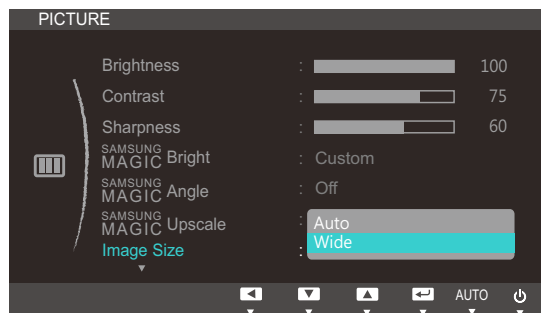 PICTURE
Brightness : 100
Contrast : 75
Sharpness : 60
SAMSUNG MAGIC Bright : Custom
SAMSUNG MAGIC Angle : Off
SAMSUNG MAGIC Upscale : Auto
Image Size : Wide
AUTO